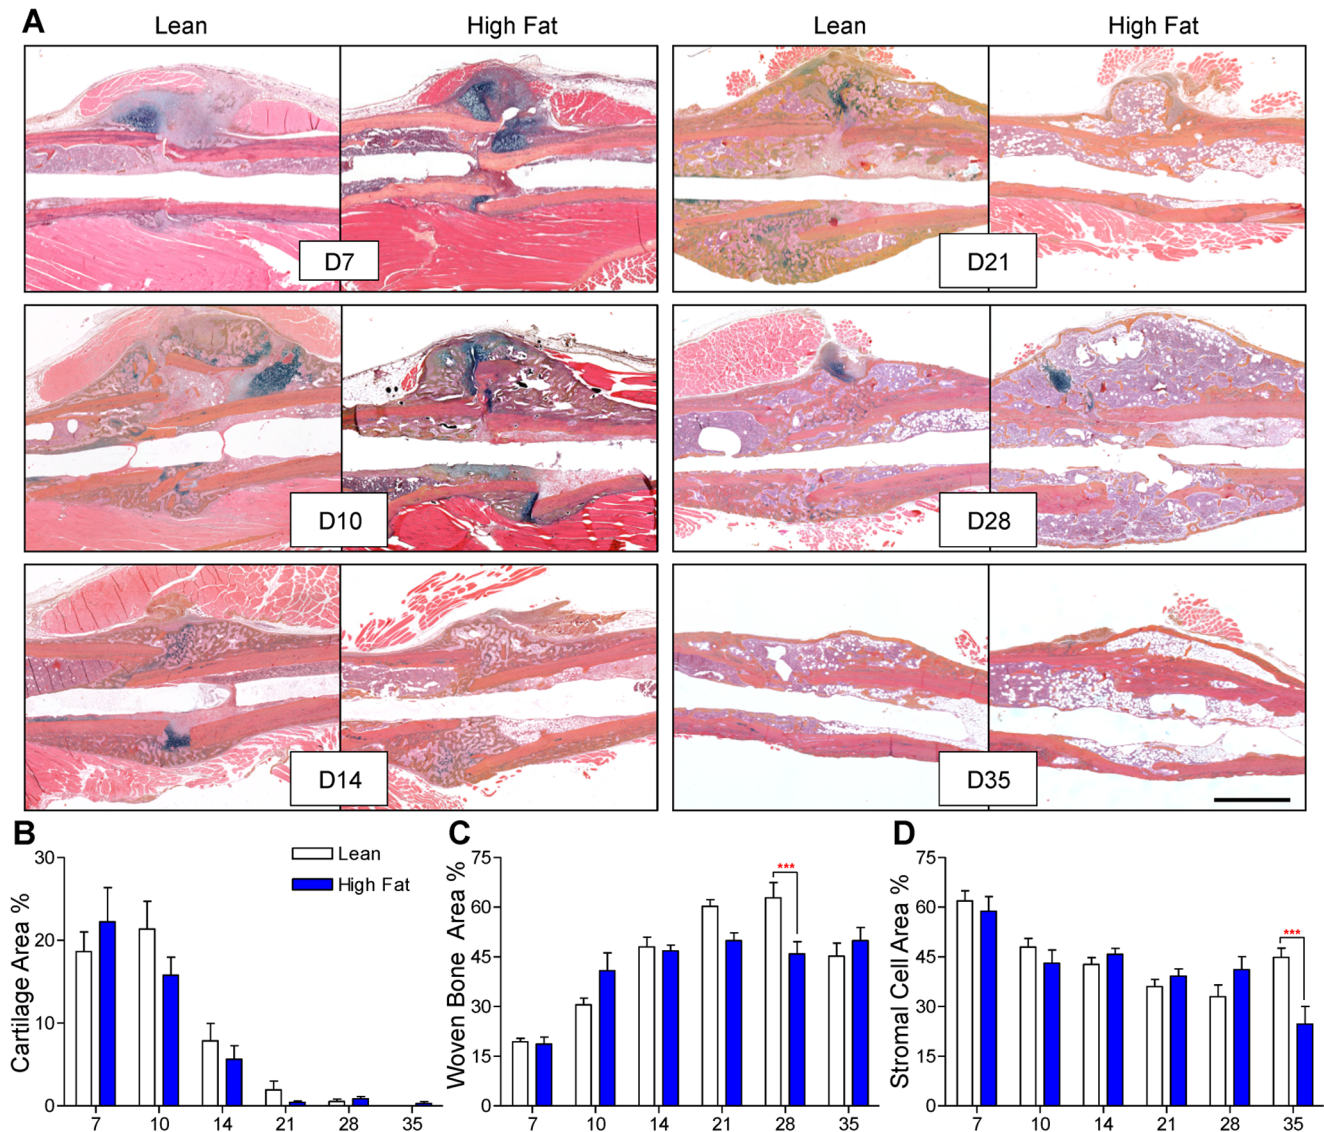 A
Lean High Fat Lean High Fat
D7 D21
D10 D28
D14 D35
B
Cartilage Area %
30
20
10
0
7 10 14 21 28 35
Lean
High Fat
C
Woven Bone Area %
75
60
45
30
15
0
7 10 14 21 28 35
***
D
Stromal Cell Area %
75
60
45
30
15
0
7 10 14 21 28 35
***